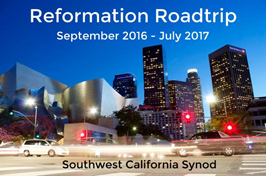 Reformation Roadtrip
September 2016 - July 2017
Southwest California Synod